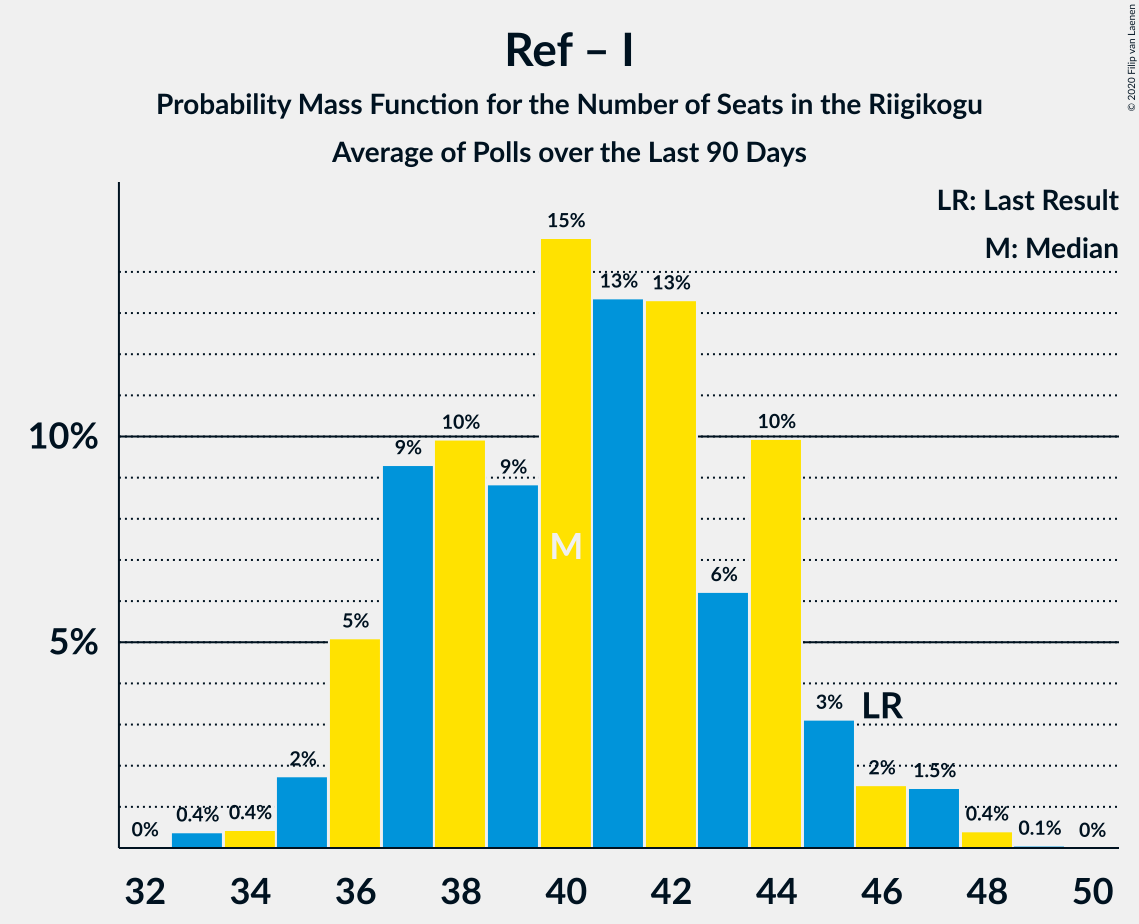 Ref – I
Probability Mass Function for the Number of Seats in the Riigikogu
Average of Polls over the Last 90 Days
© 2020 Filip van Laenen
LR: Last Result
M: Median
10%
5%
0%
0.4%
0.4%
2%
5%
9%
10%
9%
15%
13%
13%
6%
10%
3%
2%
1.5%
0.4%
0.1%
0%
M
LR
32 34 36 38 40 42 44 46 48 50